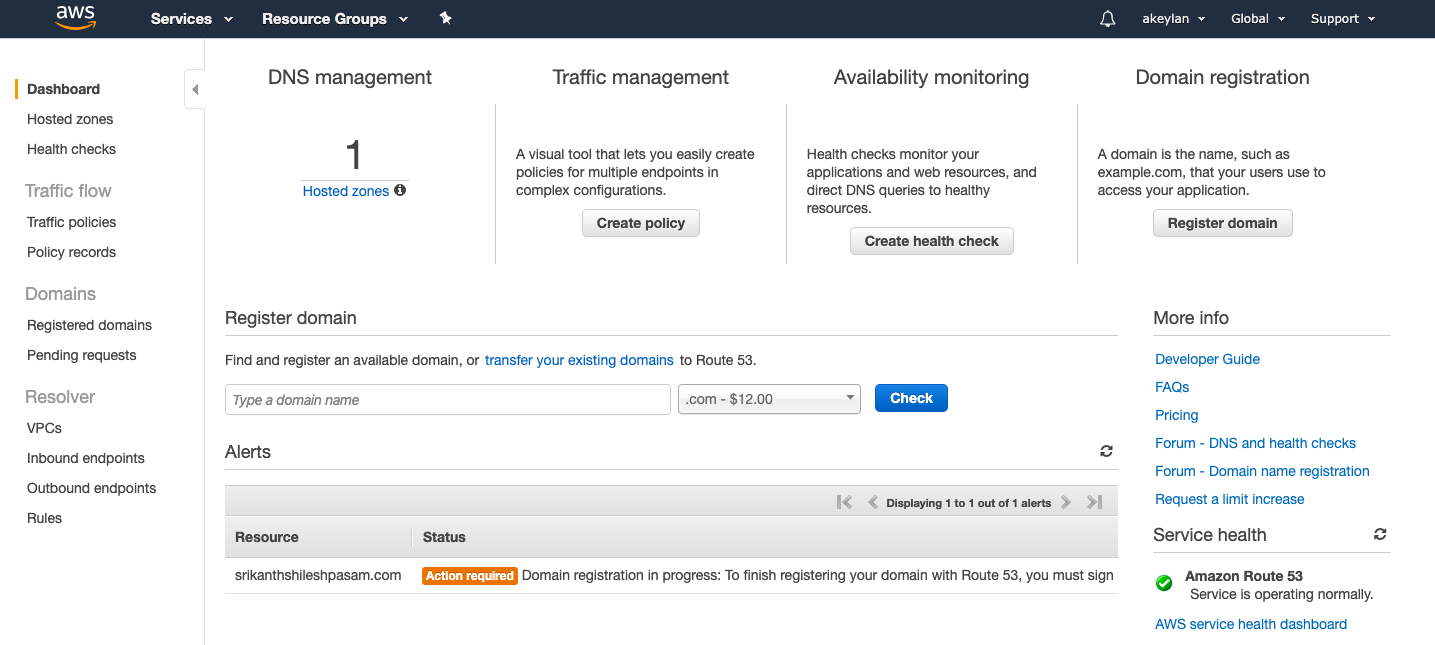 aws
Services
Resource Groups
akeylan
Global
Support
Dashboard
Hosted zones
Health checks
Traffic flow
Traffic policies
Policy records
Domains
Registered domains
Pending requests
Resolver
VPCs
Inbound endpoints
Outbound endpoints
Rules
DNS management
1
Hosted zones
Traffic management
A visual tool that lets you easily create
policies for multiple endpoints in
complex configurations.
Create policy
Availability monitoring
Health checks monitor your
applications and web resources, and
direct DNS queries to healthy
resources.
Create health check
Domain registration
A domain is the name, such as
example.com, that your users use to
access your application.
Register domain
Register domain
Find and register an available domain, or transfer your existing domains to Route 53.
Type a domain name
.com - $12.00
Check
Alerts
Displaying 1 to 1 out of 1 alerts
Resource Status
srikanthshileshpasam.com Action required Domain registration in progress: To finish registering your domain with Route 53, you must sign
More info
Developer Guide
FAQs
Pricing
Forum - DNS and health checks
Forum - Domain name registration
Request a limit increase
Service health
Amazon Route 53
Service is operating normally.
AWS service health dashboard